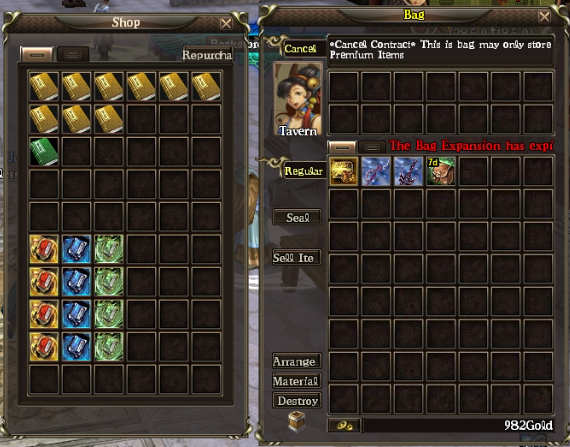 Shop
Repurcha
Bag
Cancel
*Cancel Contract* This is bag may only store
Premium Items
Tavern
The Bag Expansion has expi
Regular
7d
Seal
Sell Ite
Arrange
Material
Destroy
982Gold